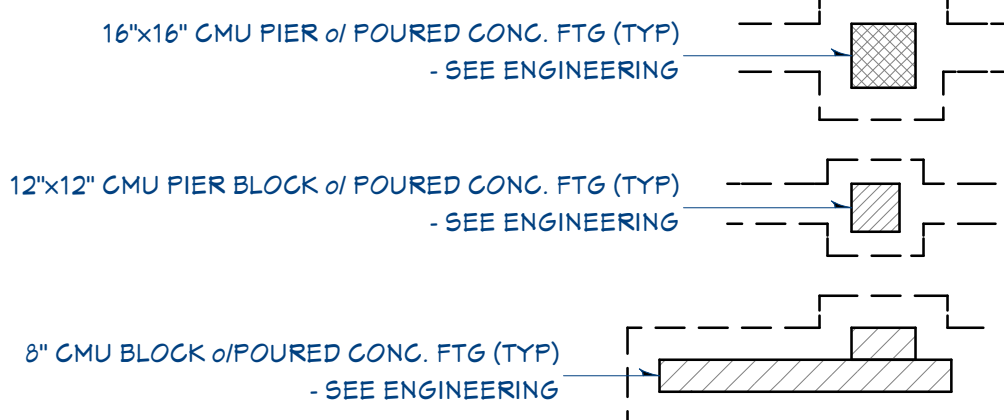 16"x16" CMU PIER o/ POURED CONC. FTG (TYP)
- SEE ENGINEERING
12"x12" CMU PIER BLOCK o/ POURED CONC. FTG (TYP)
- SEE ENGINEERING
8" CMU BLOCK o/POURED CONC. FTG (TYP)
- SEE ENGINEERING